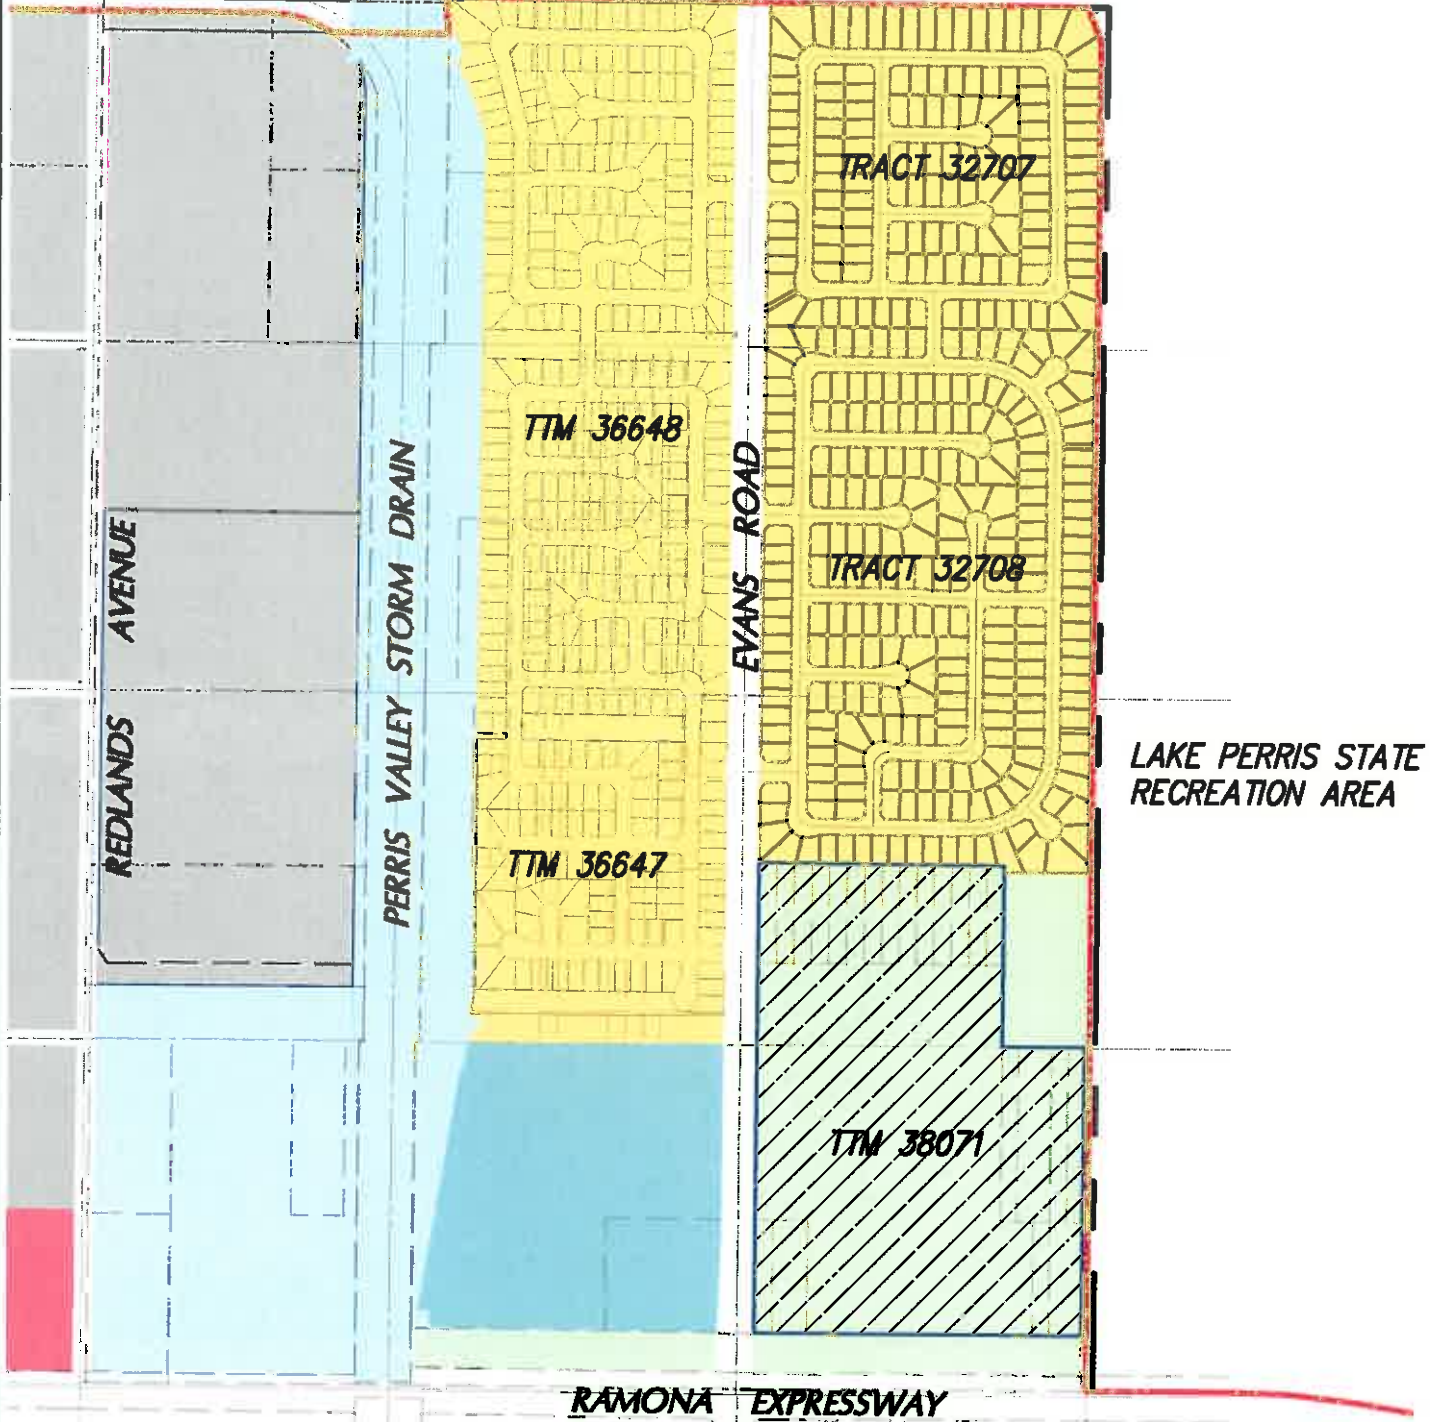 TRACT 32707
TTM 36648
EVANS ROAD
TRACT 32708
REDLANDS AVENUE
PERRIS VALLEY STORM DRAIN
LAKE PERRIS STATE
RECREATION AREA
TTM 36647
TTM 38071
RAMONA EXPRESSWAY